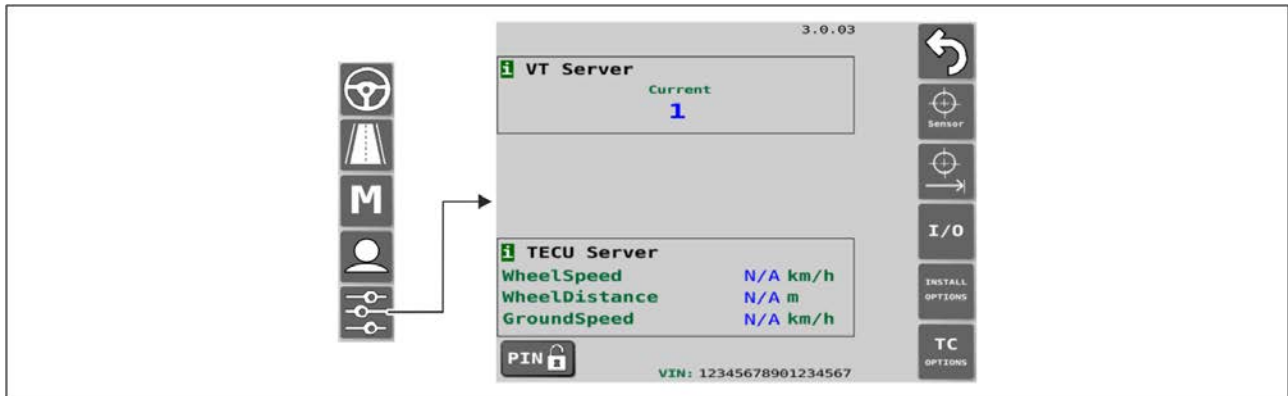 3.0.03
i VT Server
Current
1
Sensor
M
I/O
i TECU Server
WheelSpeed N/A km/h
WheelDistance N/A m
GroundSpeed N/A km/h
INSTALL
OPTIONS
TC
OPTIONS
PIN
VIN: 12345678901234567